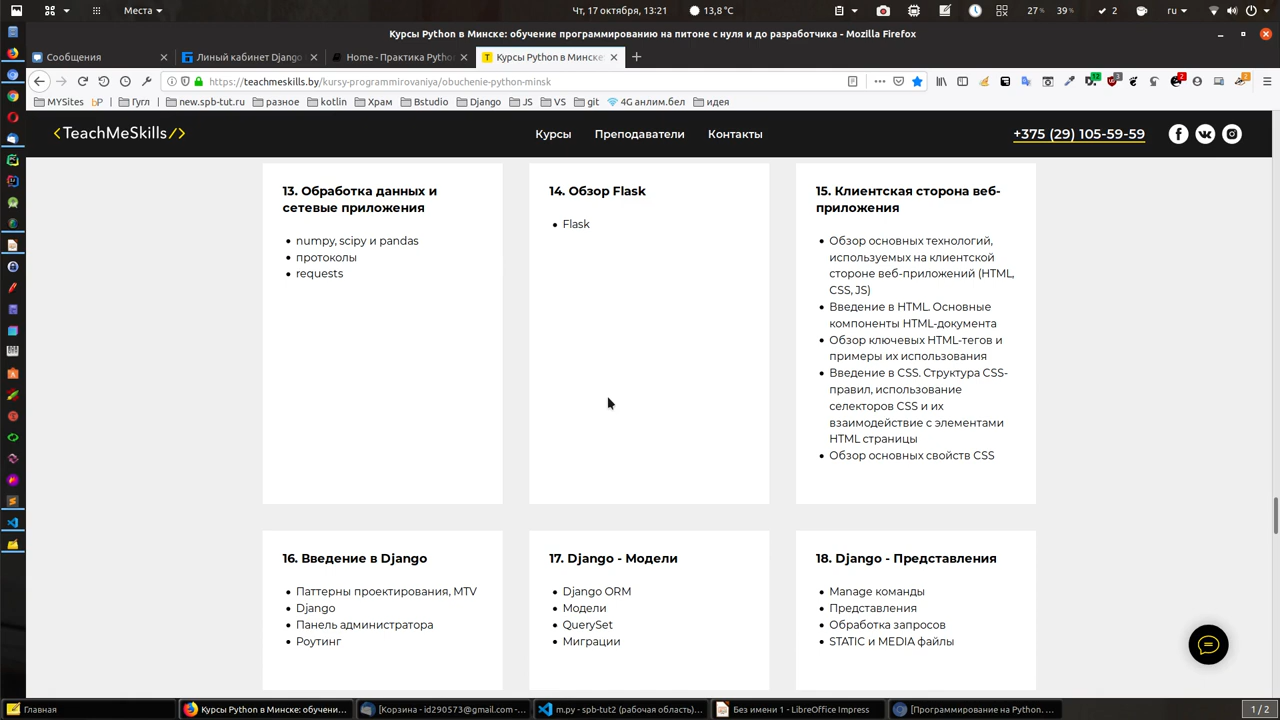 Места
Чт, 17 октября, 13:21
13,8°C
27 %
39%
2
ru
Курсы Python в Минске: обучение программированию на питоне с нуля и до разработчика - Mozilla Firefox
Сообщения
Линый кабинет Django
Home - Практика Pytho
Курсы Python в Минске:
https://teachmeskills.by/kursy-programmirovaniya/obuchenie-python-minsk
MYSites
Гугл
new.spb-tut.ru
разное
kotlin
Храм
Bstudio
Django
JS
VS
git
4G анлим.бел
идея
TeachMeSkills
Курсы
Преподаватели
Контакты
+375 (29) 105-59-59
13. Обработка данных и
сетевые приложения
numpy, scipy и pandas
протоколы
requests
14. Обзор Flask
Flask
15. Клиентская сторона веб-
приложения
Обзор основных технологий,
используемых на клиентской
стороне веб-приложений (HTML,
CSS, JS)
Введение в HTML. Основные
компоненты HTML-документа
Обзор ключевых HTML-тегов и
примеры их использования
Введение в CSS. Структура CSS-
правил, использование
селекторов CSS и их
взаимодействие с элементами
HTML страницы
Обзор основных свойств CSS
16. Введение в Django
Паттерны проектирования, MTV
Django
Панель администратора
Роутинг
17. Django - Модели
Django ORM
Модели
QuerySet
Миграции
18. Django - Представления
Manage команды
Представления
Обработка запросов
STATIC и MEDIA файлы
Главная
Курсы Python в Минске: обучени...
[Корзина - id290573@gmail.com - ...
m.py - spb-tut2 (рабочая область)...
Без имени 1 - LibreOffice Impress
[Программирование на Python. ...
1 / 2